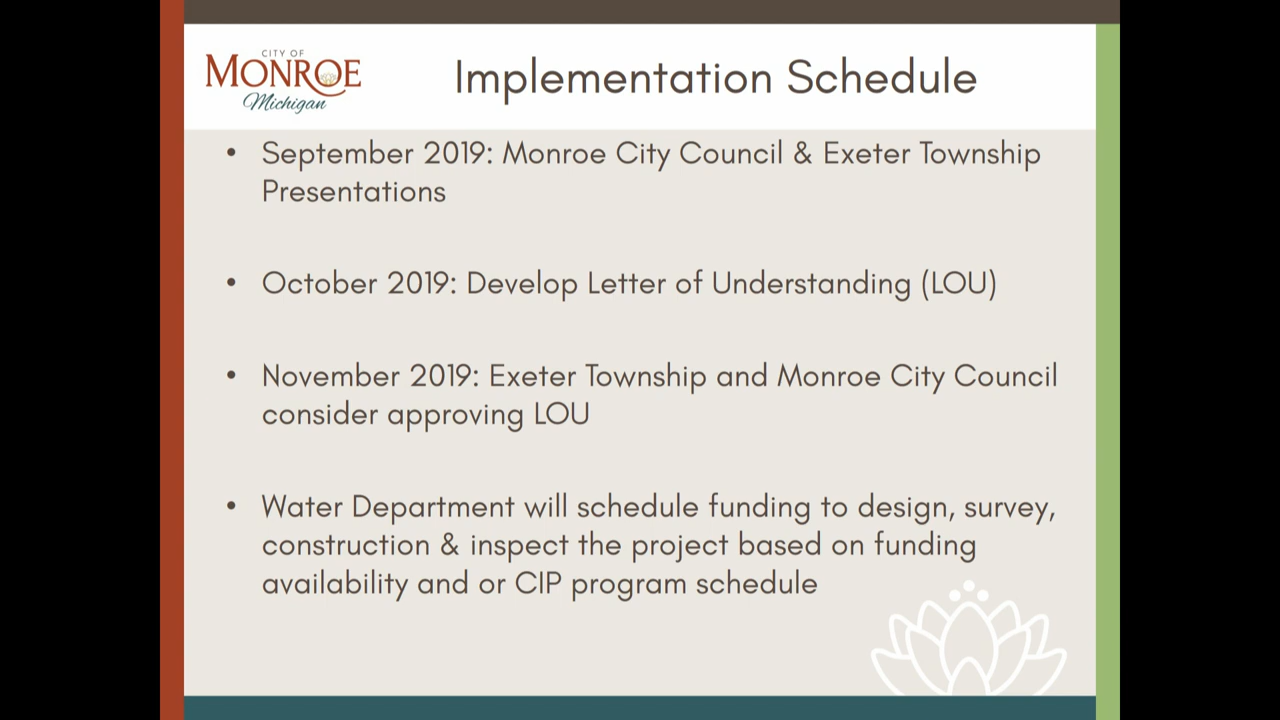 CITY OF
MONROE
Michigan
Implementation Schedule
• September 2019: Monroe City Council & Exeter Township
Presentations
• October 2019: Develop Letter of Understanding (LOU)
• November 2019: Exeter Township and Monroe City Council
consider approving LOU
• Water Department will schedule funding to design, survey,
construction & inspect the project based on funding
availability and or CIP program schedule